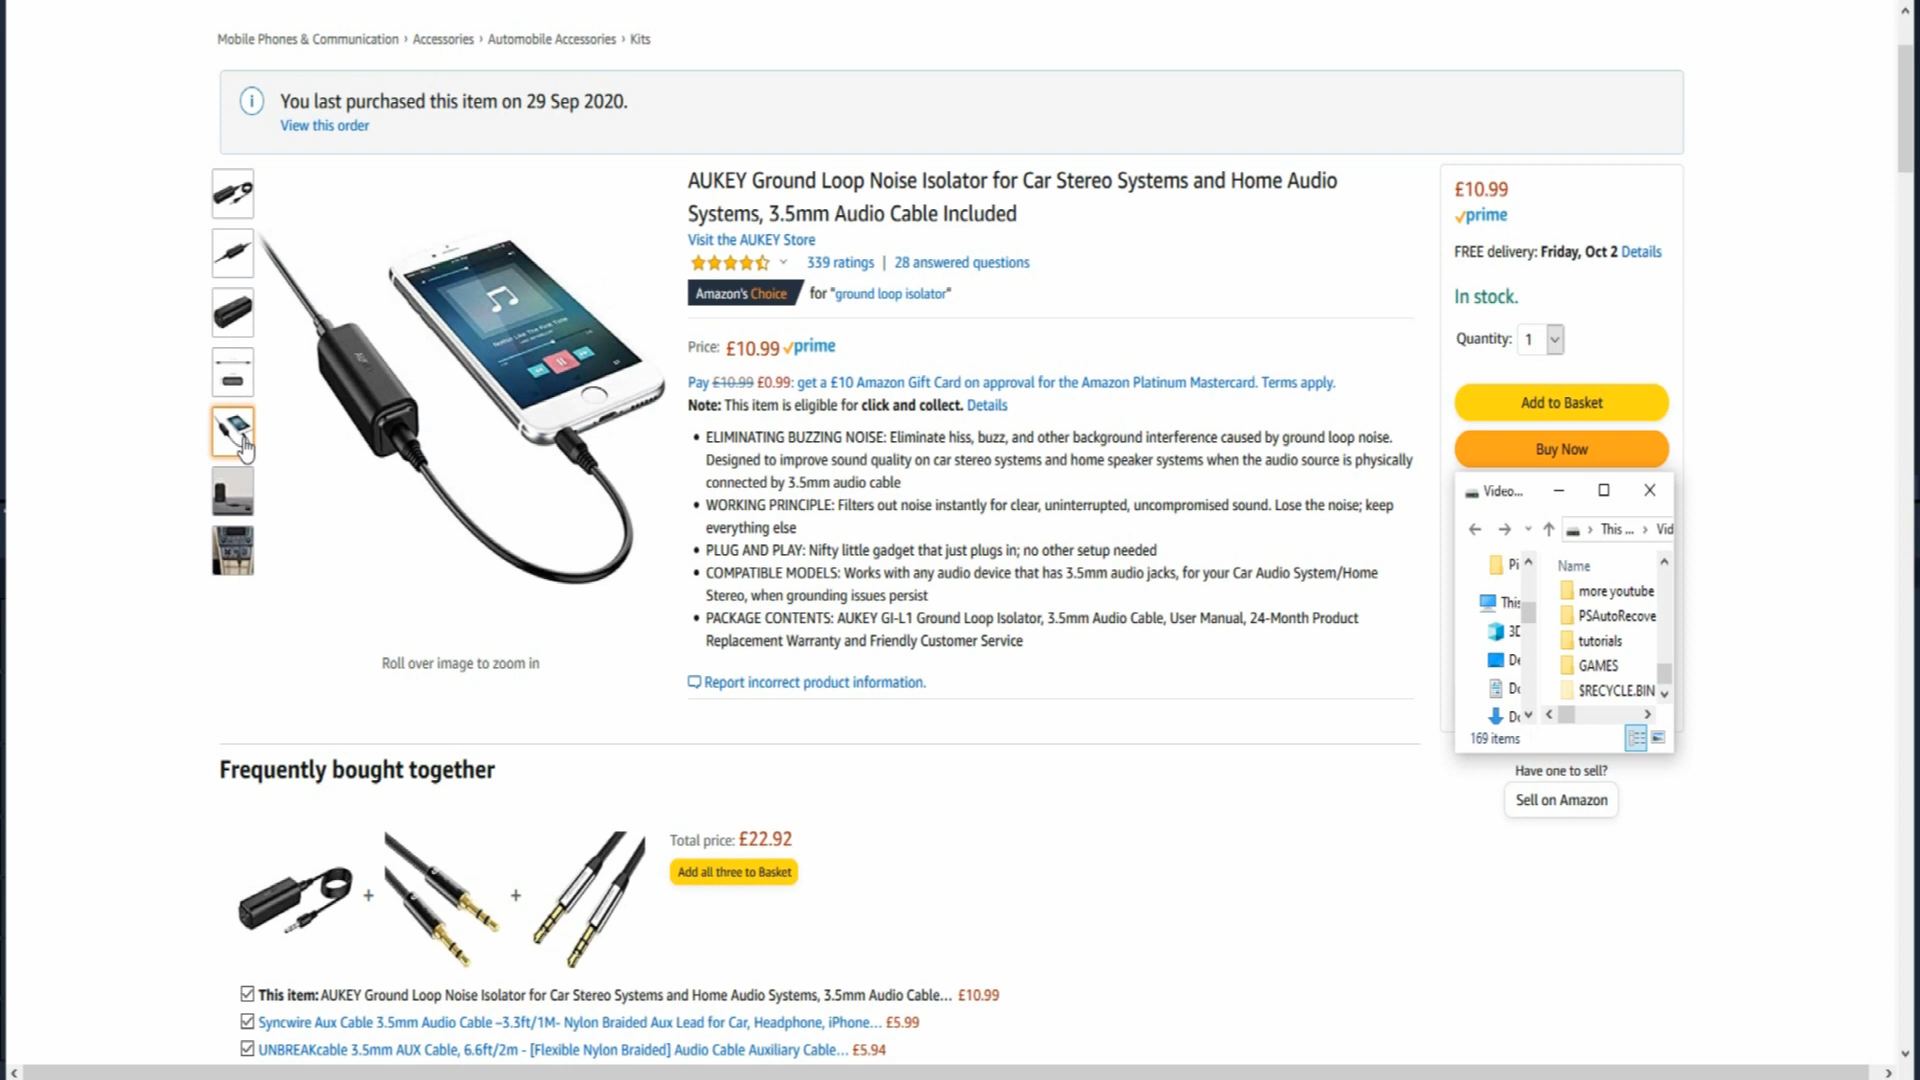 Mobile Phones & Communication › Accessories › Automobile Accessories › Kits
You last purchased this item on 29 Sep 2020.
View this order
AUKEY Ground Loop Noise Isolator for Car Stereo Systems and Home Audio
Systems, 3.5mm Audio Cable Included
Visit the AUKEY Store
339 ratings | 28 answered questions
Amazon's Choice for "ground loop isolator"
Price: £10.99 prime
Pay £10.99 £0.99: get a £10 Amazon Gift Card on approval for the Amazon Platinum Mastercard. Terms apply.
Note: This item is eligible for click and collect. Details
• ELIMINATING BUZZING NOISE: Eliminate hiss, buzz, and other background interference caused by ground loop noise.
Designed to improve sound quality on car stereo systems and home speaker systems when the audio source is physically
connected by 3.5mm audio cable
• WORKING PRINCIPLE: Filters out noise instantly for clear, uninterrupted, uncompromised sound. Lose the noise; keep
everything else
• PLUG AND PLAY: Nifty little gadget that just plugs in; no other setup needed
• COMPATIBLE MODELS: Works with any audio device that has 3.5mm audio jacks, for your Car Audio System/Home
Stereo, when grounding issues persist
• PACKAGE CONTENTS: AUKEY GI-L1 Ground Loop Isolator, 3.5mm Audio Cable, User Manual, 24-Month Product
Replacement Warranty and Friendly Customer Service
Report incorrect product information.
Roll over image to zoom in
£10.99
prime
FREE delivery: Friday, Oct 2 Details
In stock.
Quantity: 1
Add to Basket
Buy Now
Video...
This ... › Vid
Name
Pi
more youtube
This
PSAutoRecove
3D
tutorials
De
GAMES
Do
$RECYCLE.BIN
Do
169 items
Have one to sell?
Sell on Amazon
Frequently bought together
+ +
Total price: £22.92
Add all three to Basket
This item: AUKEY Ground Loop Noise Isolator for Car Stereo Systems and Home Audio Systems, 3.5mm Audio Cable... £10.99
Syncwire Aux Cable 3.5mm Audio Cable –3.3ft/1M- Nylon Braided Aux Lead for Car, Headphone, iPhone... £5.99
UNBREAKcable 3.5mm AUX Cable, 6.6ft/2m - [Flexible Nylon Braided] Audio Cable Auxiliary Cable... £5.94